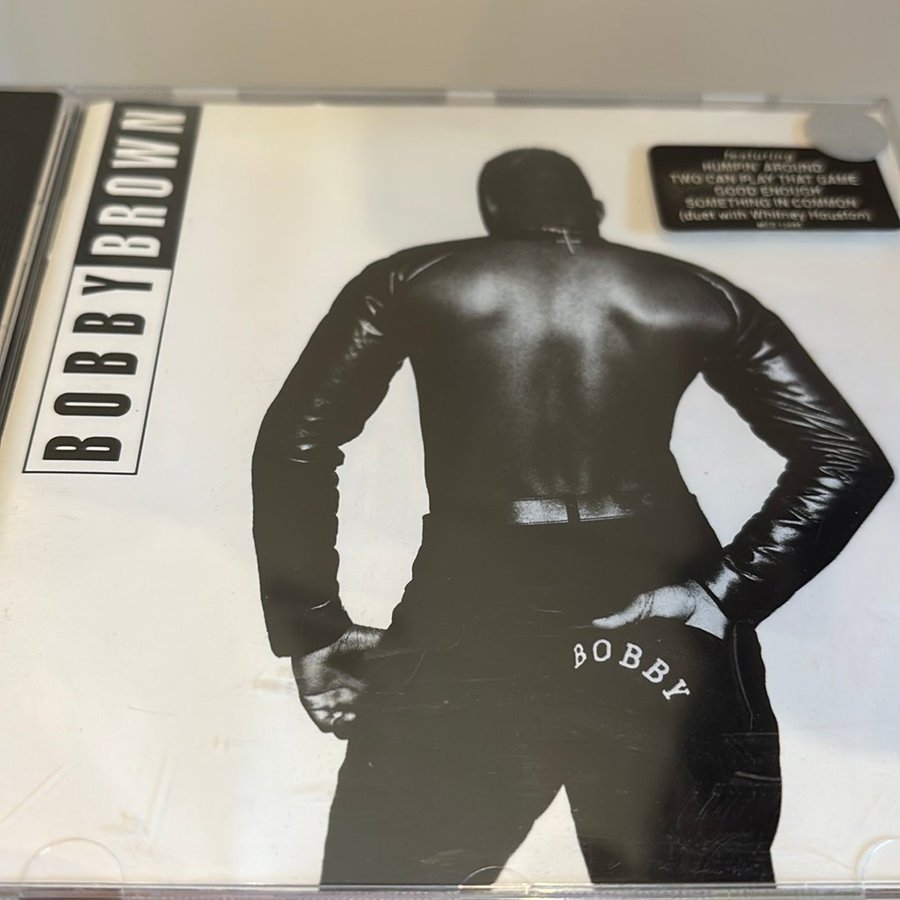 BOBBY BROWN
featuring
HUMPIN' AROUND
TWO CAN PLAY THAT GAME
GOOD ENOUGH
SOMETHING IN COMMON
(duet with Whitney Houston)
BOBBY